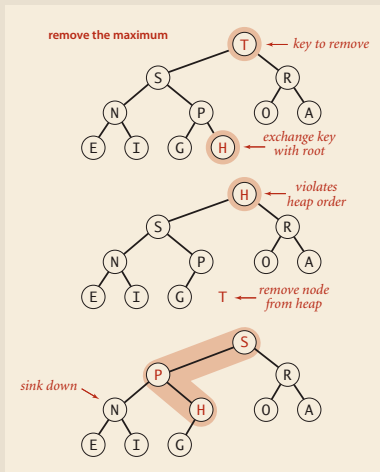 remove the maximum
T
key to remove
S
R
N
P
O
A
E
I
G
H
exchange key
with root
H
violates
heap order
S
R
N
P
O
A
E
I
G
T
remove node
from heap
S
P
R
sink down
N
H
O
A
E
I
G